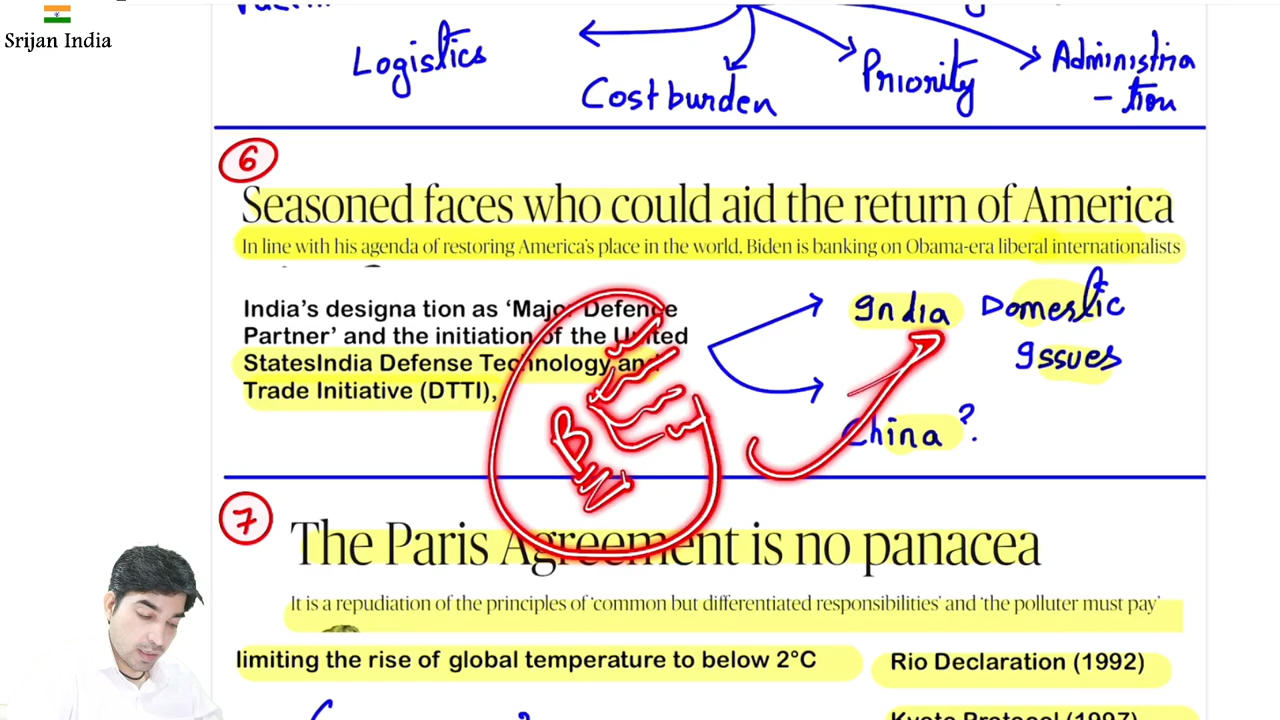 Srijan India
Logistics
Cost burden
Priority
Administra
- tion
6
Seasoned faces who could aid the return of America
In line with his agenda of restoring America's place in the world, Biden is banking on Obama-era liberal internationalists
India's designa tion as 'Major Defence
Partner' and the initiation of the United
StatesIndia Defense Technology and
Trade Initiative (DTTI),
India Domestic
Issues
China ?
7
The Paris Agreement is no panacea
It is a repudiation of the principles of 'common but differentiated responsibilities' and 'the polluter must pay'
limiting the rise of global temperature to below 2°C
Rio Declaration (1992)
Kyoto Protocol (1997)